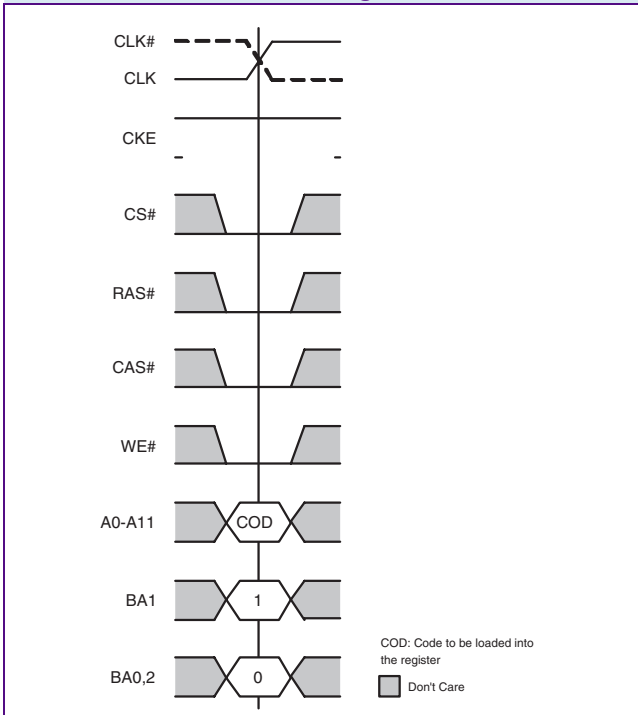 CLK#
CLK
CKE
CS#
RAS#
CAS#
WE#
A0-A11
COD
BA1
1
BA0,2
0
COD: Code to be loaded into
the register
Don't Care